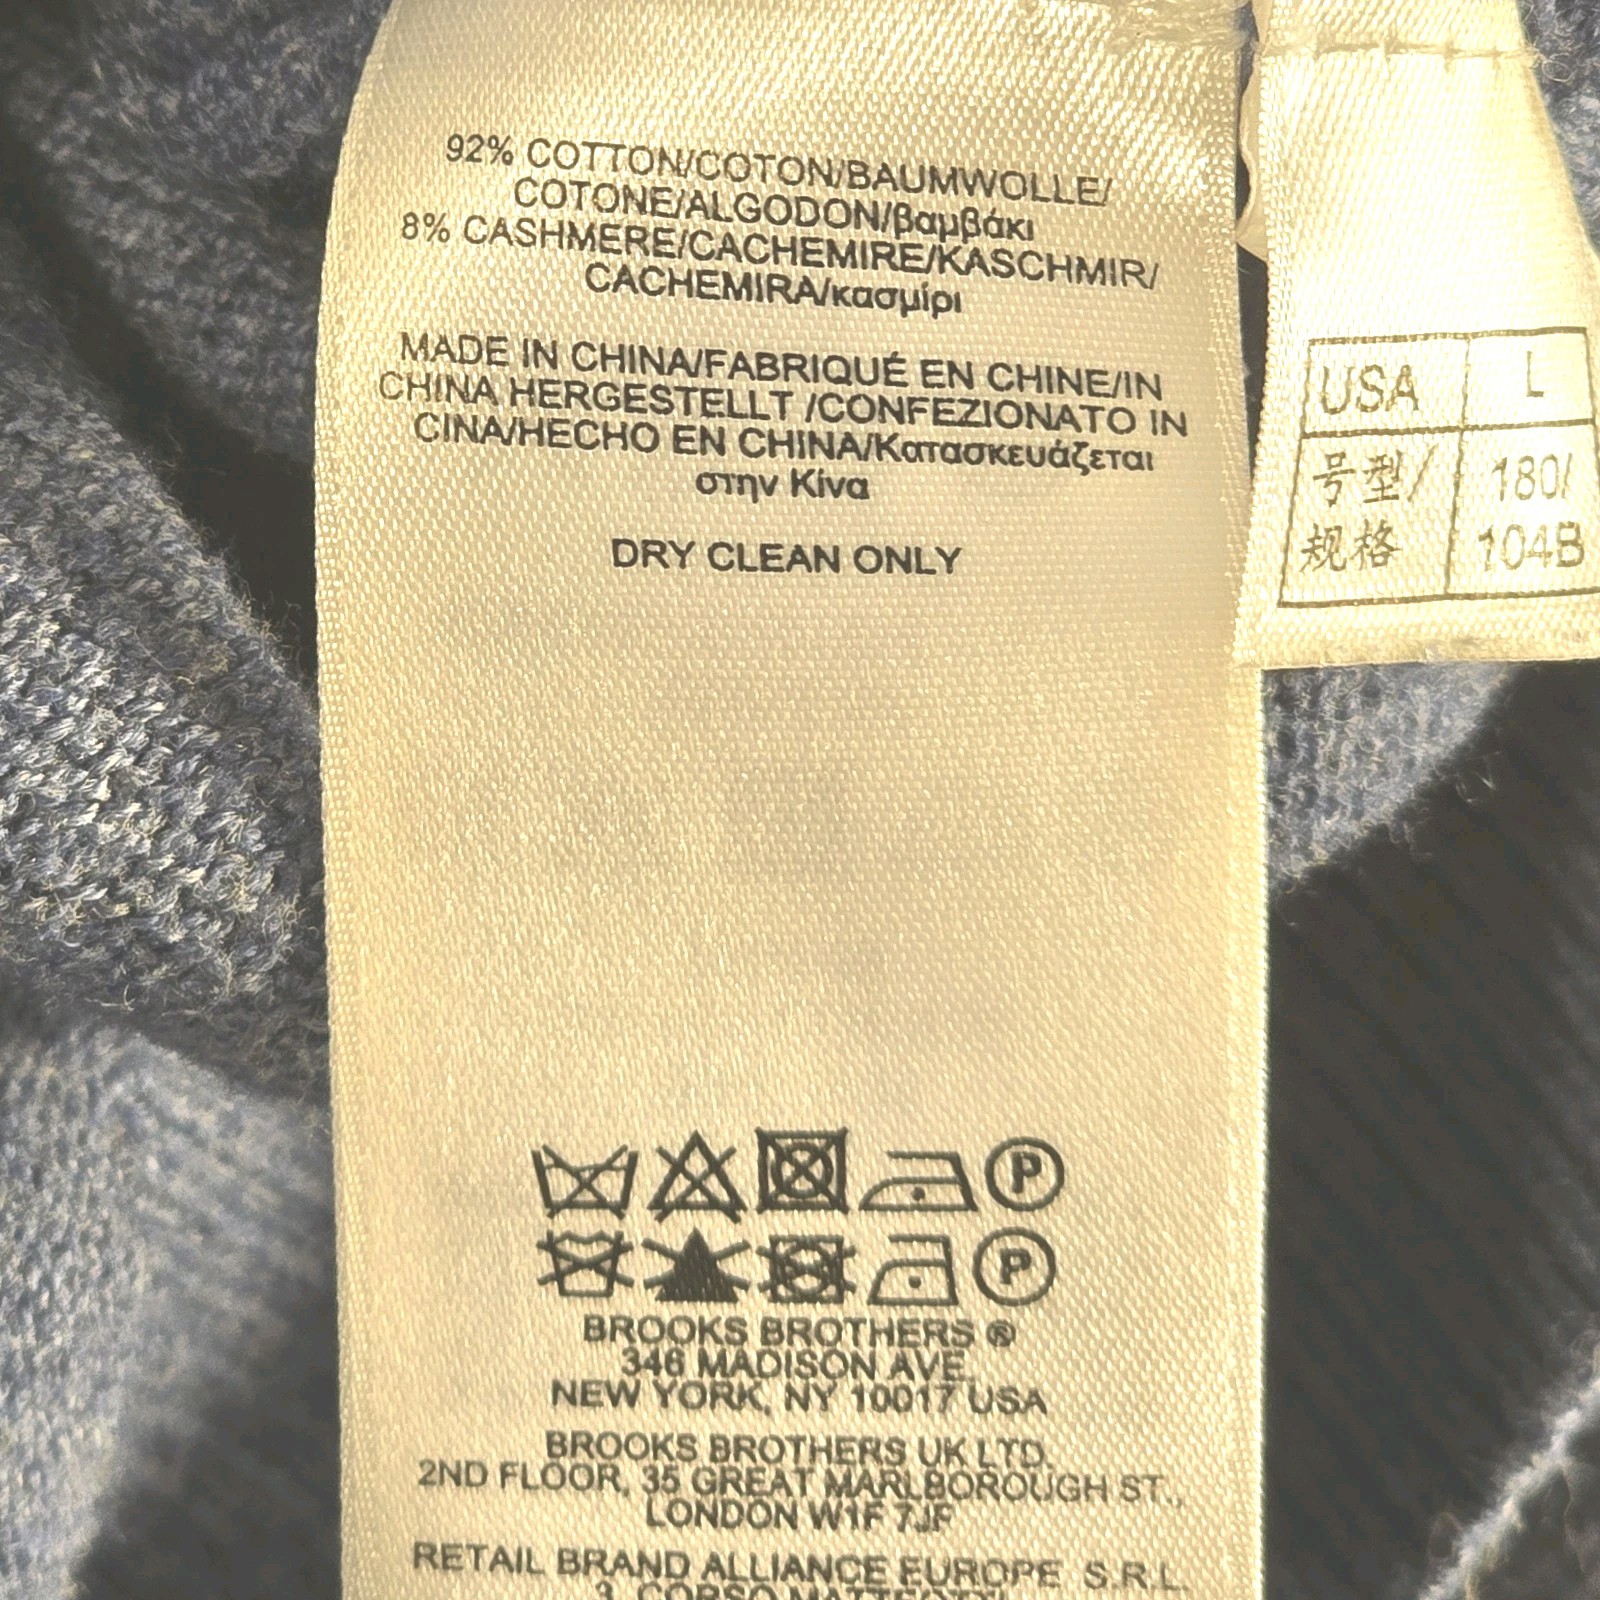 92% COTTON/COTON/BAUMWOLLE/
COTONE/ALGODON/βαμβάκι
8% CASHMERE/CACHEMIRE/KASCHMIR/
CACHEMIRA/κασμίρι
MADE IN CHINA/FABRIQUÉ EN CHINE/IN
CHINA HERGESTELLT /CONFEZIONATO IN
CINA/HECHO EN CHINA/Κατασκευάζεται
στην Κίνα
DRY CLEAN ONLY
P
P
BROOKS BROTHERS ®
346 MADISON AVE.
NEW YORK, NY 10017 USA
BROOKS BROTHERS UK LTD.
2ND FLOOR, 35 GREAT MARLBOROUGH ST.,
LONDON W1F 7JF
RETAIL BRAND ALLIANCE EUROPE S.R.L.
3, CORSO MATTEOTTI
USA L
号型/ 180/
规格 104B